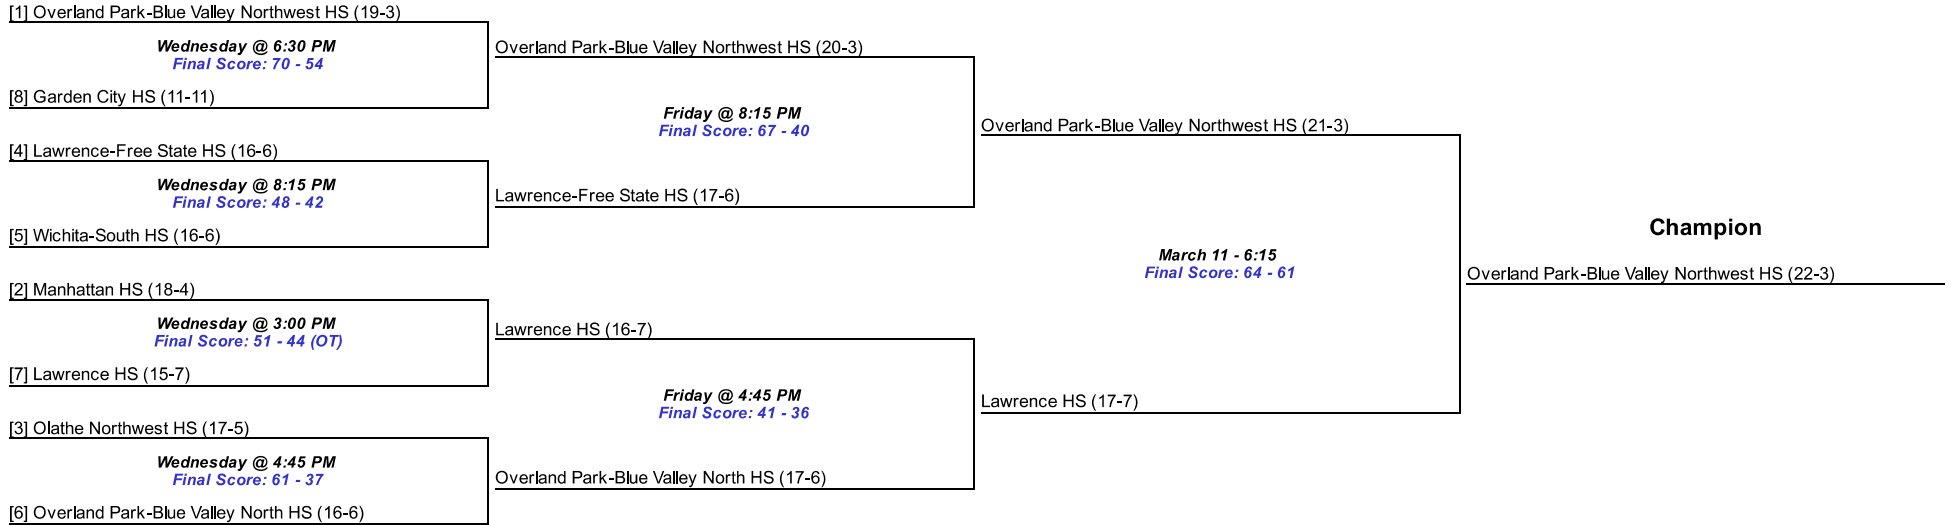 [1] Overland Park-Blue Valley Northwest HS (19-3)
Wednesday @ 6:30 PM
Final Score: 70 - 54
[8] Garden City HS (11-11)
[4] Lawrence-Free State HS (16-6)
Wednesday @ 8:15 PM
Final Score: 48 - 42
[5] Wichita-South HS (16-6)
[2] Manhattan HS (18-4)
Wednesday @ 3:00 PM
Final Score: 51 - 44 (OT)
[7] Lawrence HS (15-7)
[3] Olathe Northwest HS (17-5)
Wednesday @ 4:45 PM
Final Score: 61 - 37
[6] Overland Park-Blue Valley North HS (16-6)
Overland Park-Blue Valley Northwest HS (20-3)
Friday @ 8:15 PM
Final Score: 67 - 40
Lawrence-Free State HS (17-6)
Lawrence HS (16-7)
Friday @ 4:45 PM
Final Score: 41 - 36
Overland Park-Blue Valley North HS (17-6)
Overland Park-Blue Valley Northwest HS (21-3)
March 11 - 6:15
Final Score: 64 - 61
Lawrence HS (17-7)
Champion
Overland Park-Blue Valley Northwest HS (22-3)